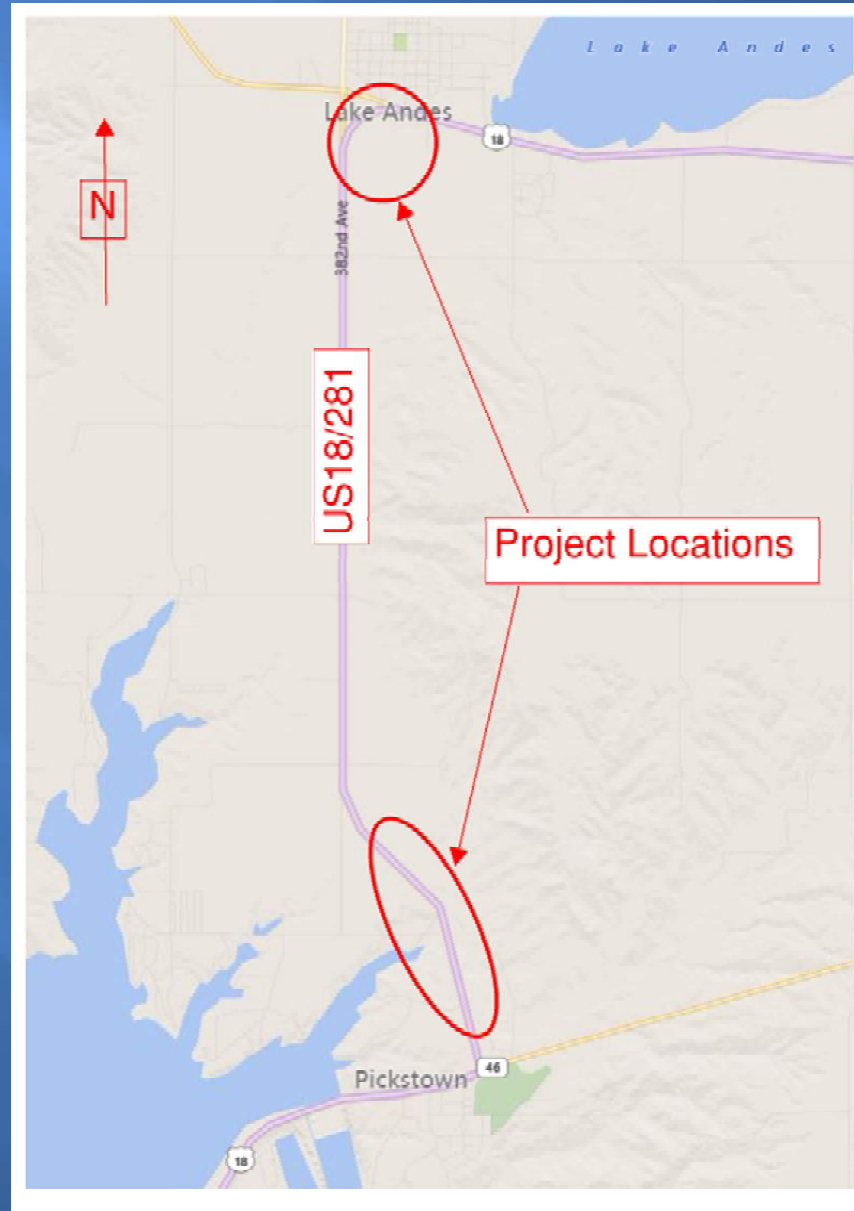 Lake Andes
Lake Andes
18
N
382nd Ave
US18/281
Project Locations
46
Pickstown
18